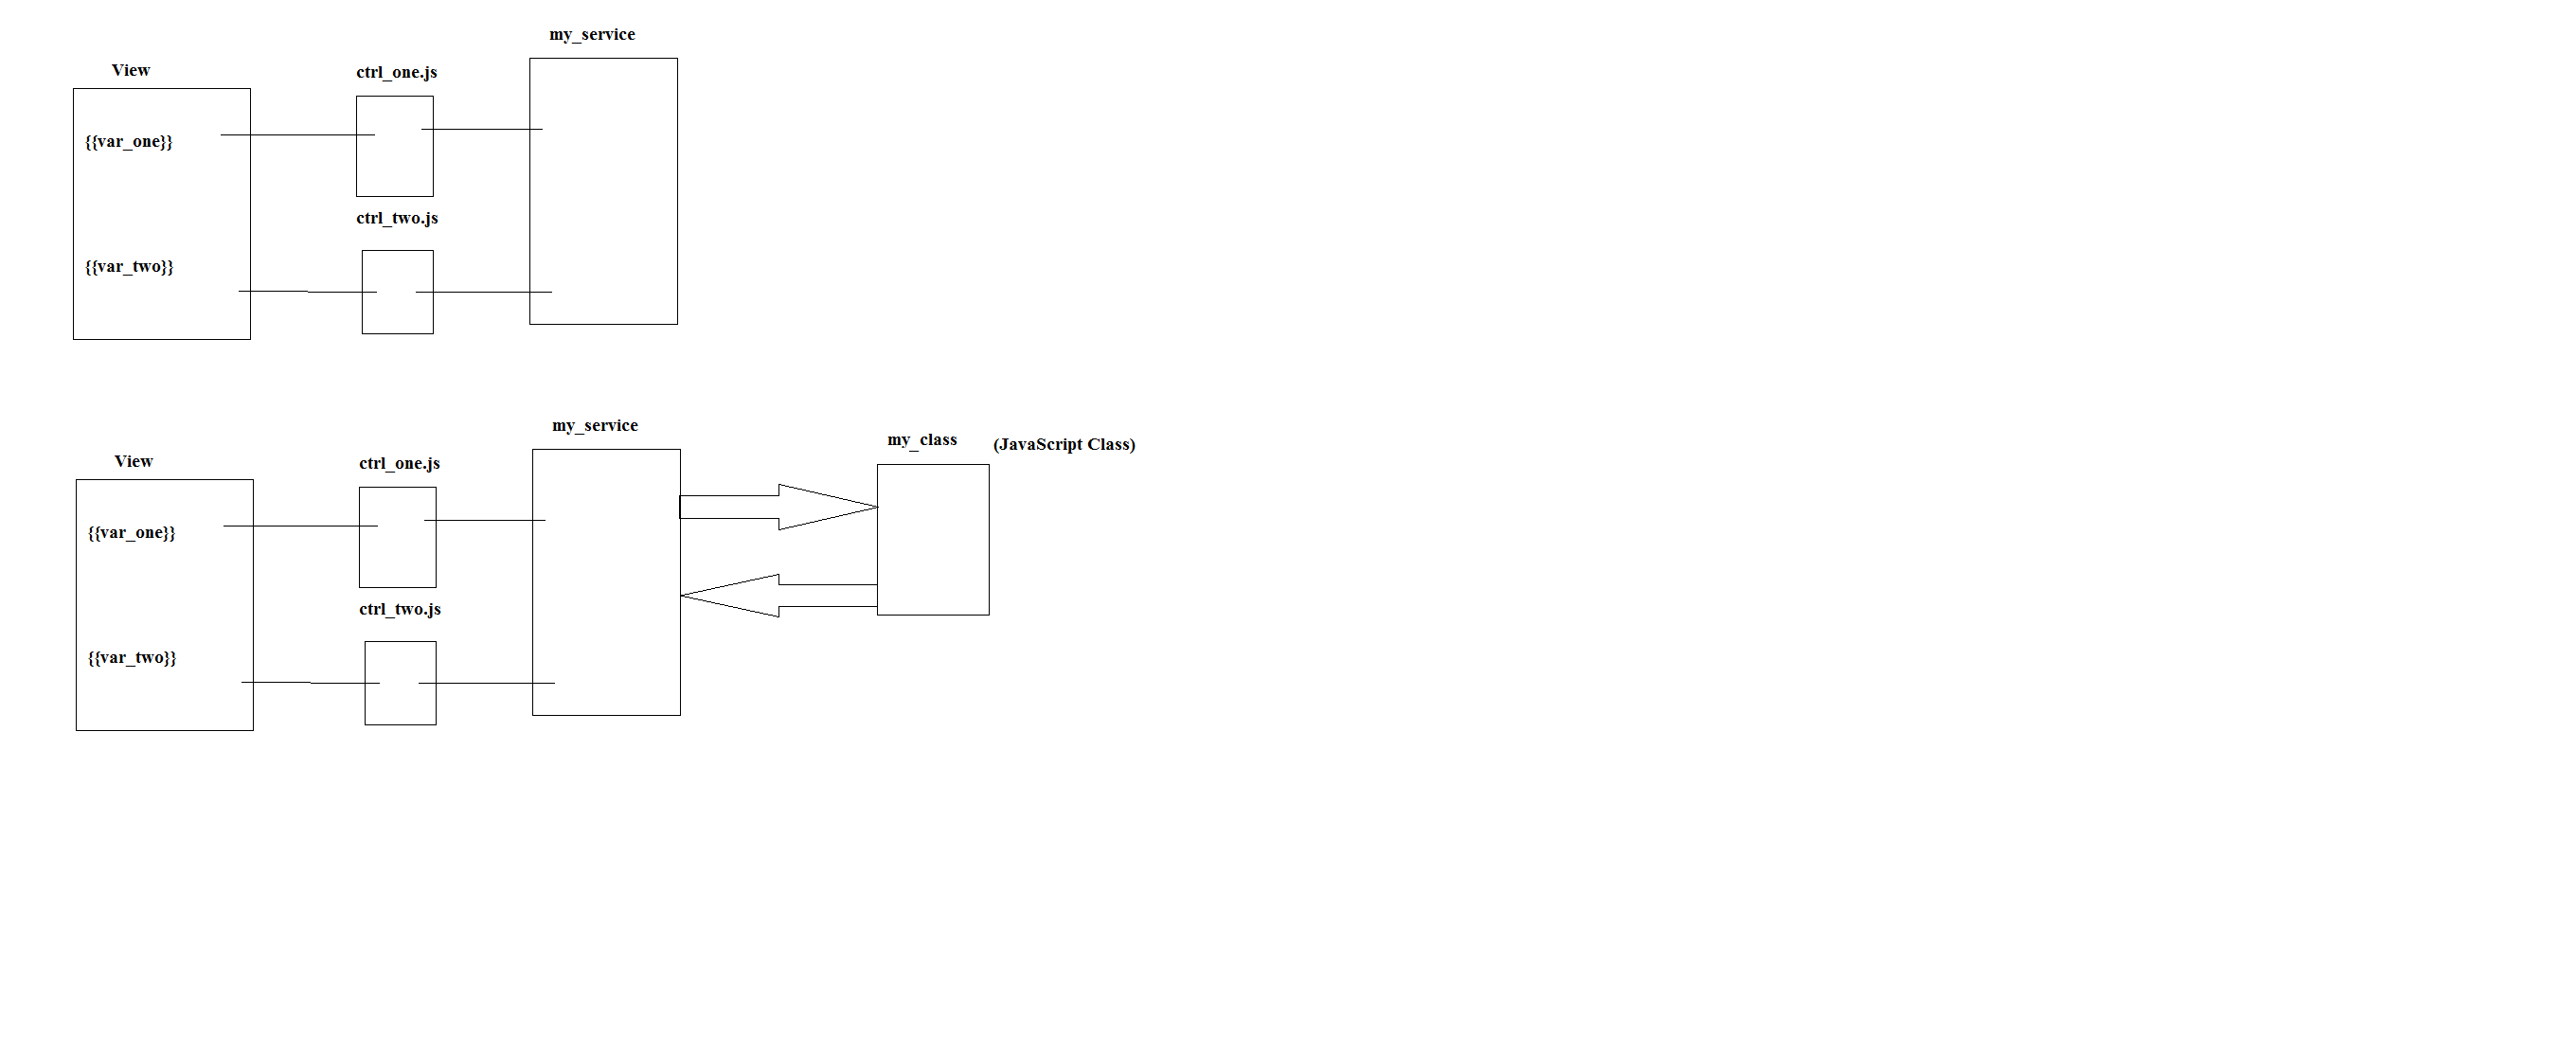 my_service
View
ctrl_one.js
{{var_one}}
ctrl_two.js
{{var_two}}
my_service
my_class (JavaScript Class)
View
ctrl_one.js
{{var_one}}
ctrl_two.js
{{var_two}}